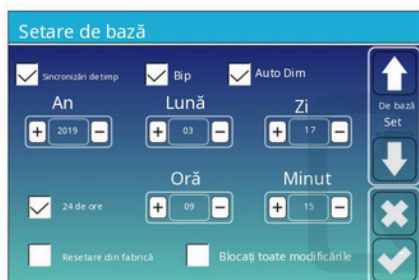 Setare de bază
Sincronizări de timp Bip Auto Dim
An Lună Zi
+ 2019 − + 03 − + 17 −
De bază
Set
Oră Minut
24 de ore + 09 − + 15 −
Resetare din fabrică Blocați toate modificările